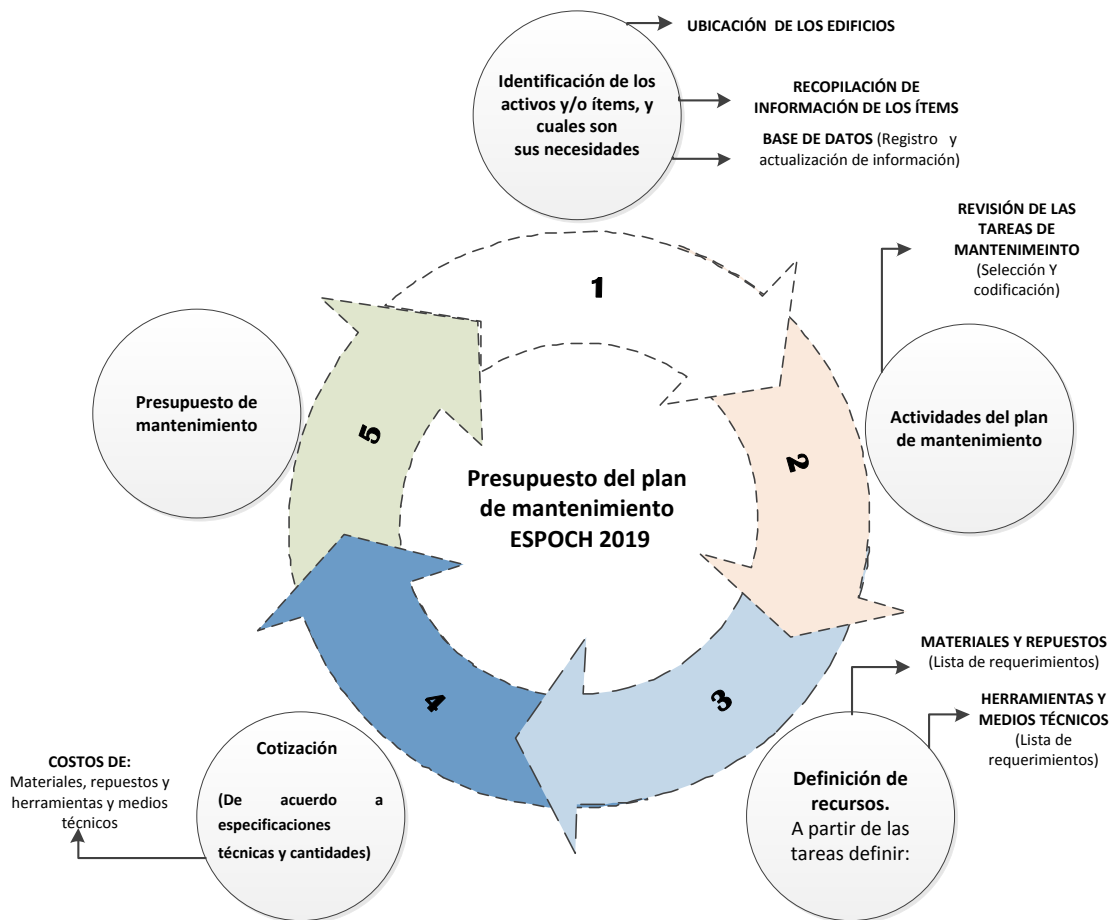 UBICACIÓN DE LOS EDIFICIOS
Identificación de los
activos y/o ítems, y
cuales son
sus necesidades
RECOPILACIÓN DE
INFORMACIÓN DE LOS ÍTEMS
BASE DE DATOS (Registro y
actualización de información)
REVISIÓN DE LAS
TAREAS DE
MANTENIMEINTO
(Selección Y
codificación)
1
Actividades del plan
de mantenimiento
2
Presupuesto de
mantenimiento
5
Presupuesto del plan
de mantenimiento
ESPOCH 2019
MATERIALES Y REPUESTOS
(Lista de requerimientos)
HERRAMIENTAS Y
MEDIOS TÉCNICOS
(Lista de
requerimientos)
3
Definición de
recursos.
A partir de las
tareas definir:
4
Cotización
(De acuerdo a
especificaciones
técnicas y cantidades)
COSTOS DE:
Materiales, repuestos y
herramientas y medios
técnicos